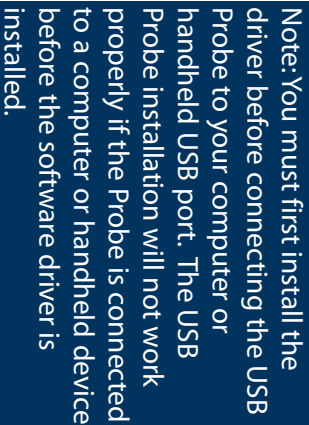 Note: You must first install the
driver before connecting the USB
Probe to your computer or
handheld USB port. The USB
Probe installation will not work
properly if the Probe is connected
to a computer or handheld device
before the software driver is
installed.